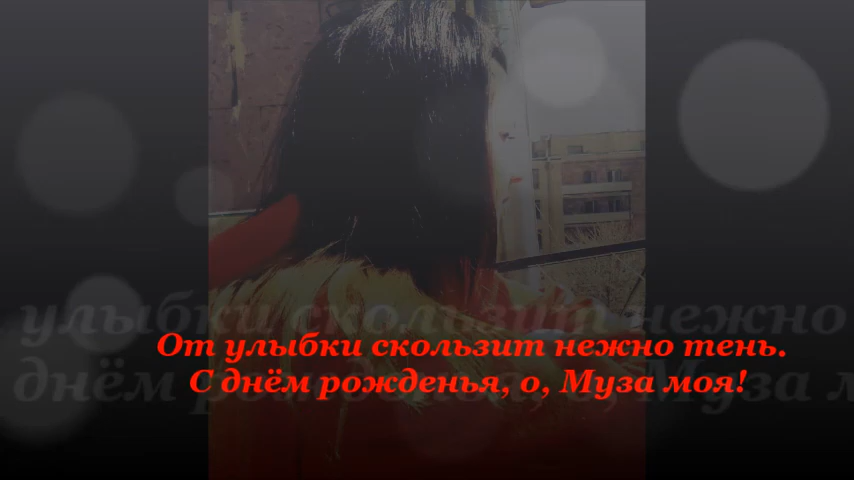 От улыбки скользит нежно тень.
С днём рожденья, о, Муза моя!